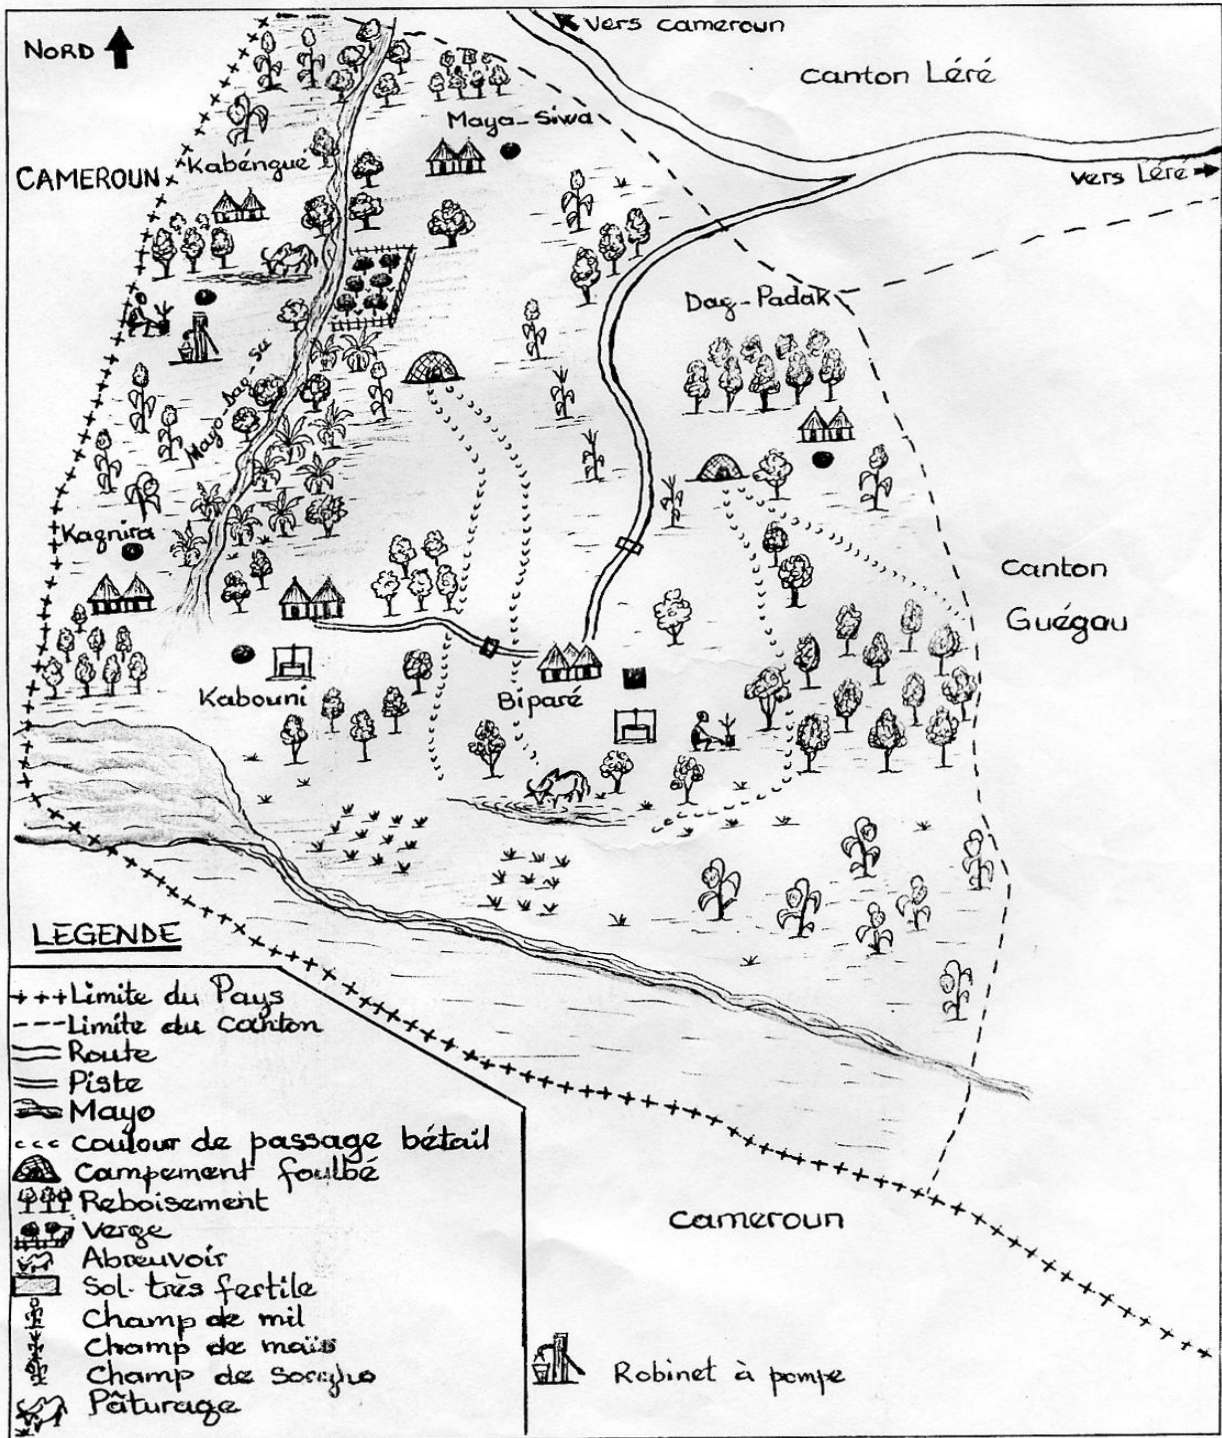 NORD
Vers cameroun
Canton Léré
Maya-Siwa
Kabéngué
CAMEROUN
vers Léré
Dag-Padak
Mayo-Dag-Su
Kagnira
Canton
Guégou
Kabouni
Biparé
LEGENDE
Limite du Pays
Limite du Canton
Route
Piste
Mayo
Coulour de passage bétail
Campement foulbé
Reboisement
Verge
Abreuvoir
Sol très fertile
Champ de mil
Champ de maïs
Champ de Sorgho
Pâturage
Cameroun
Robinet à pompe